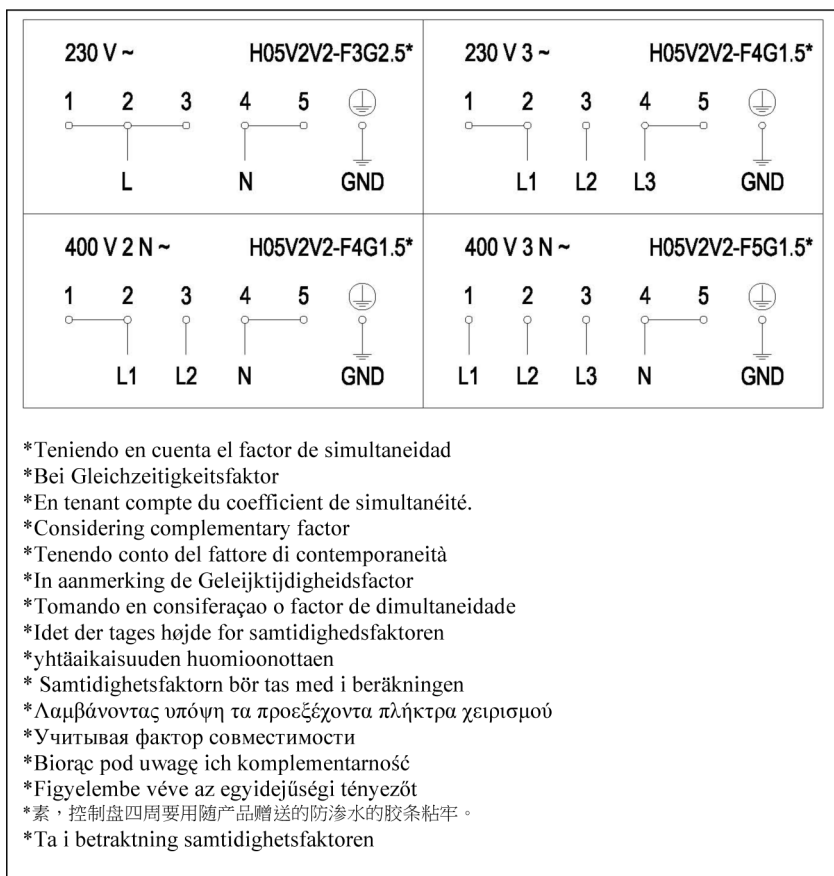 230 V ~ H05V2V2-F3G2.5*
1 2 3 4 5
L N GND
230 V 3 ~ H05V2V2-F4G1.5*
1 2 3 4 5
L1 L2 L3 GND
400 V 2 N ~ H05V2V2-F4G1.5*
1 2 3 4 5
L1 L2 N GND
400 V 3 N ~ H05V2V2-F5G1.5*
1 2 3 4 5
L1 L2 L3 N GND
*Teniendo en cuenta el factor de simultaneidad
*Bei Gleichzeitigkeitsfaktor
*En tenant compte du coefficient de simultanéité.
*Considering complementary factor
*Tenendo conto del fattore di contemporaneità
*In aanmerking de Geleijktijdigheidsfactor
*Tomando en consiferaçao o factor de dimultaneidade
*Idet der tages højde for samtidighedsfaktoren
*yhtäaikaisuuden huomioonottaen
* Samtidighetsfaktorn bör tas med i beräkningen
*Λαμβάνοντας υπόψη τα προεξέχοντα πλήκτρα χειρισμού
*Учитывая фактор совместимости
*Biorąc pod uwagę ich komplementarność
*Figyelembe véve az egyidejűségi tényezőt
*素，控制盘四周要用随产品赠送的防渗水的胶条粘牢。
*Ta i betraktning samtidighetsfaktoren